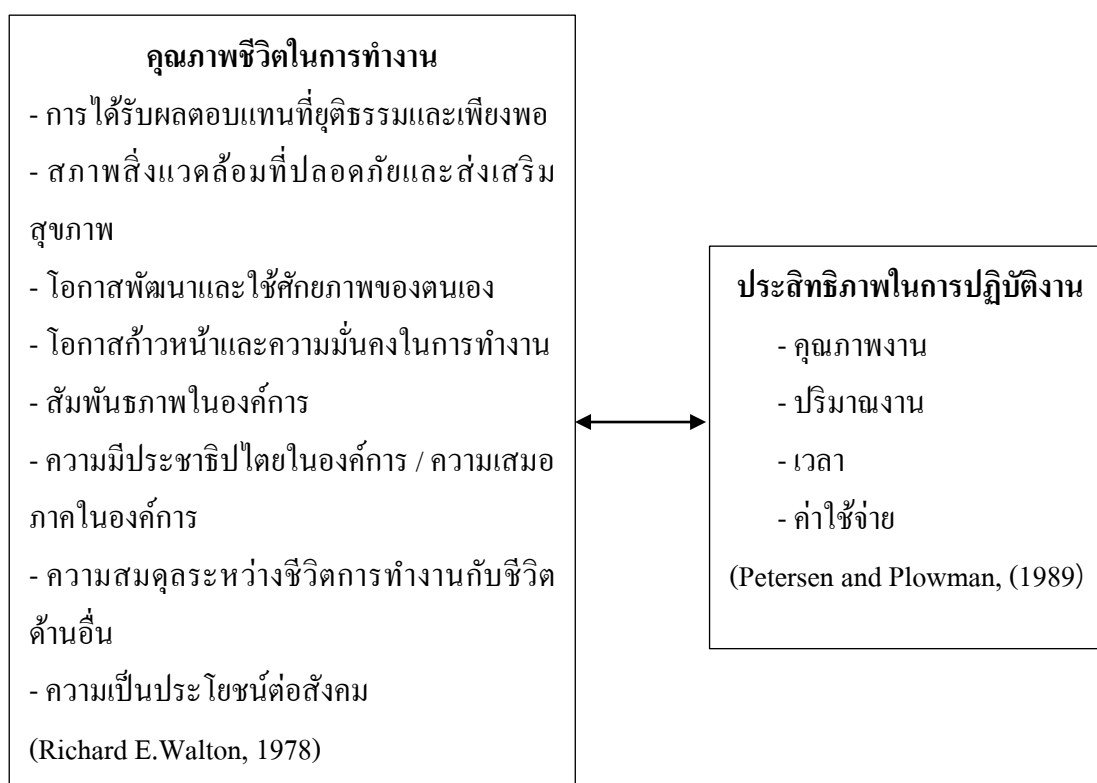 คุณภาพชีวิตในการทำงาน
- การได้รับผลตอบแทนที่ยุติธรรมและเพียงพอ
- สภาพสิ่งแวดล้อมที่ปลอดภัยและส่งเสริม
สุขภาพ
- โอกาสพัฒนาและใช้ศักยภาพของตนเอง
- โอกาสก้าวหน้าและความมั่นคงในการทำงาน
- สัมพันธภาพในองค์การ
- ความมีประชาธิปไตยในองค์การ / ความเสมอ
ภาคในองค์การ
- ความสมดุลระหว่างชีวิตการทำงานกับชีวิต
ด้านอื่น
- ความเป็นประโยชน์ต่อสังคม
(Richard E.Walton, 1978)
ประสิทธิภาพในการปฏิบัติงาน
- คุณภาพงาน
- ปริมาณงาน
- เวลา
- ค่าใช้จ่าย
(Petersen and Plowman, (1989)